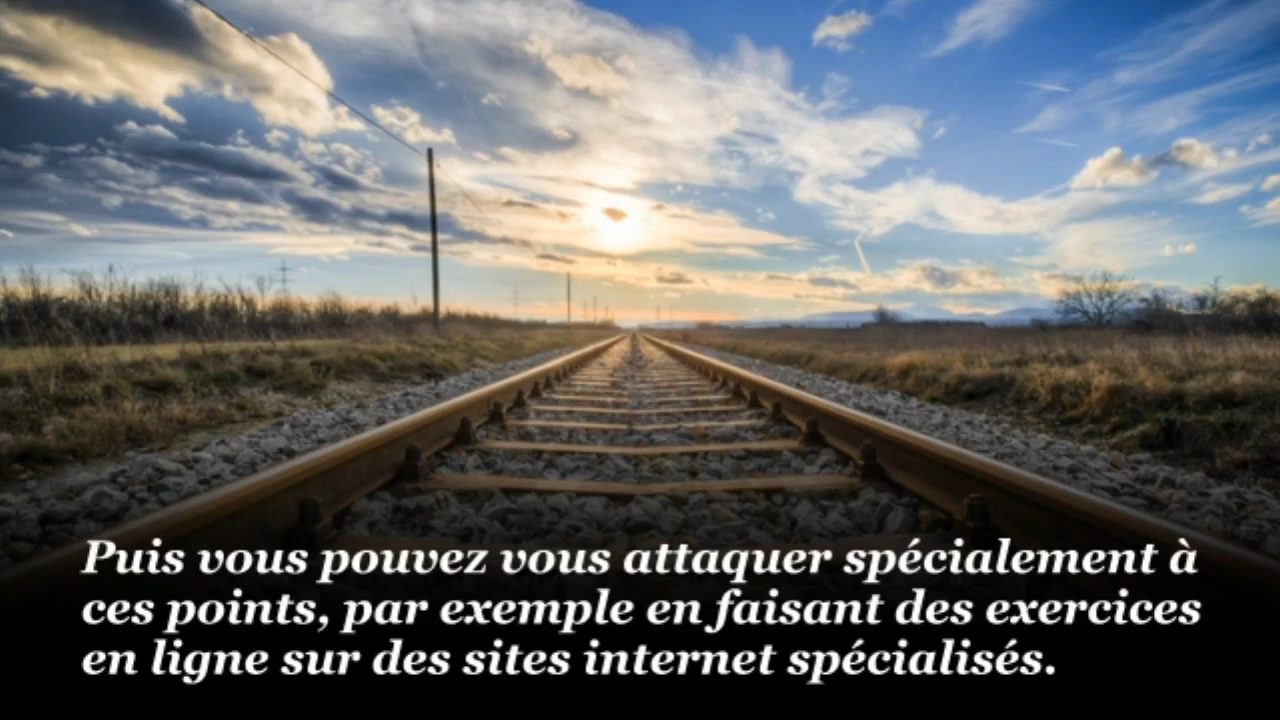 Puis vous pouvez vous attaquer spécialement à
ces points, par exemple en faisant des exercices
en ligne sur des sites internet spécialisés.